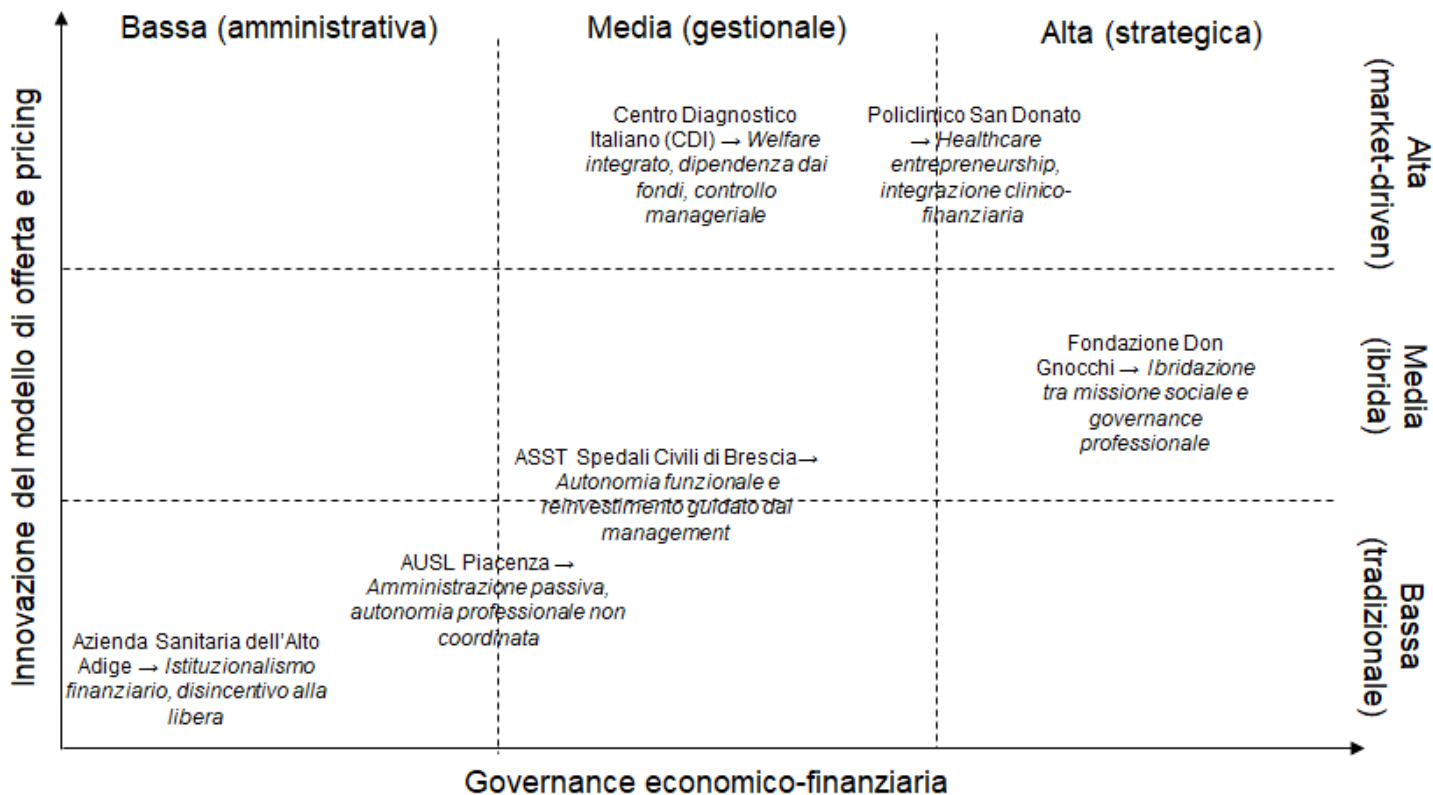 Bassa (amministrativa)
Media (gestionale)
Alta (strategica)
Innovazione del modello di offerta e pricing
Centro Diagnostico
Italiano (CDI) → Welfare
integrato, dipendenza dai
fondi, controllo
manageriale
Policlinico San Donato
→ Healthcare
entrepreneurship,
integrazione clinico-
finanziaria
Alta
(market-driven)
Fondazione Don
Gnocchi → Ibridazione
tra missione sociale e
governance
professionale
Media
(ibrida)
ASST Spedali Civili di Brescia→
Autonomia funzionale e
reinvestimento guidato dal
management
AUSL Piacenza →
Amministrazione passiva,
autonomia professionale non
coordinata
Azienda Sanitaria dell'Alto
Adige → Istituzionalismo
finanziario, disincentivo alla
libera
Bassa
(tradizionale)
Governance economico-finanziaria